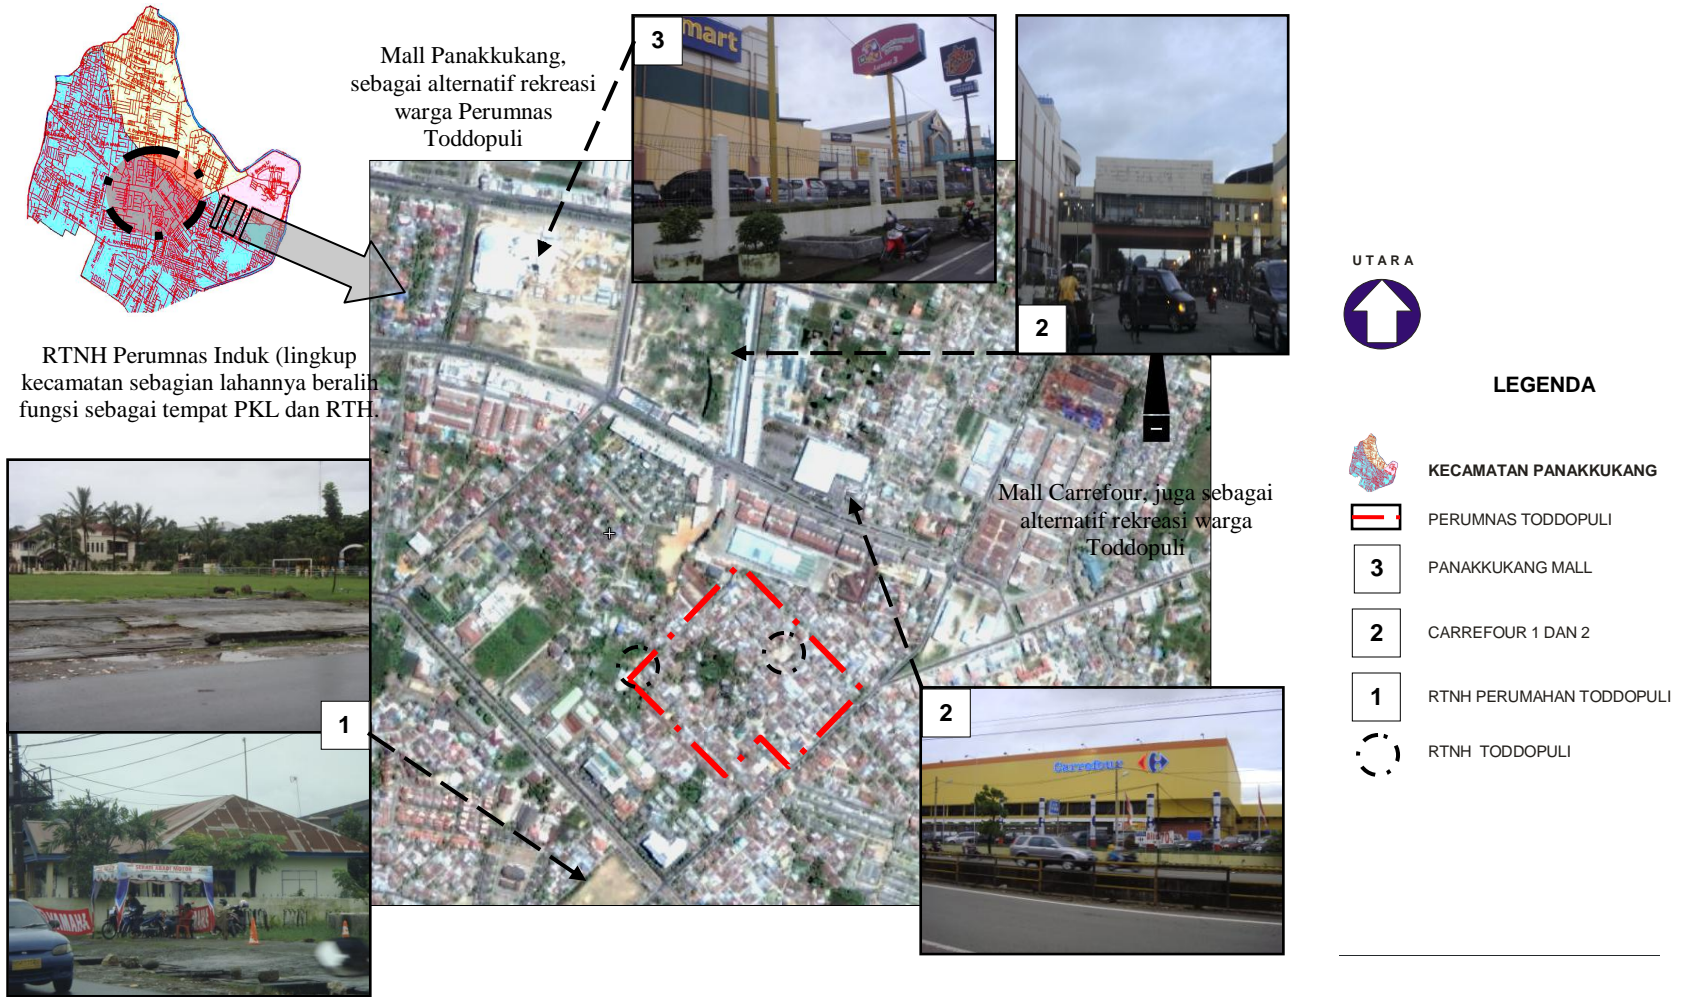 Mall Panakkukang,
sebagai alternatif rekreasi
warga Perumnas
Toddopuli
3
mart
2
UTARA
RTNH Perumnas Induk (lingkup
kecamatan sebagian lahannya beralih
fungsi sebagai tempat PKL dan RTH.
LEGENDA
KECAMATAN PANAKKUKANG
PERUMNAS TODDOPULI
3
PANAKKUKANG MALL
2
CARREFOUR 1 DAN 2
1
RTNH PERUMAHAN TODDOPULI
RTNH TODDOPULI
Mall Carrefour, juga sebagai
alternatif rekreasi warga
Toddopuli
1
2
Carrefour